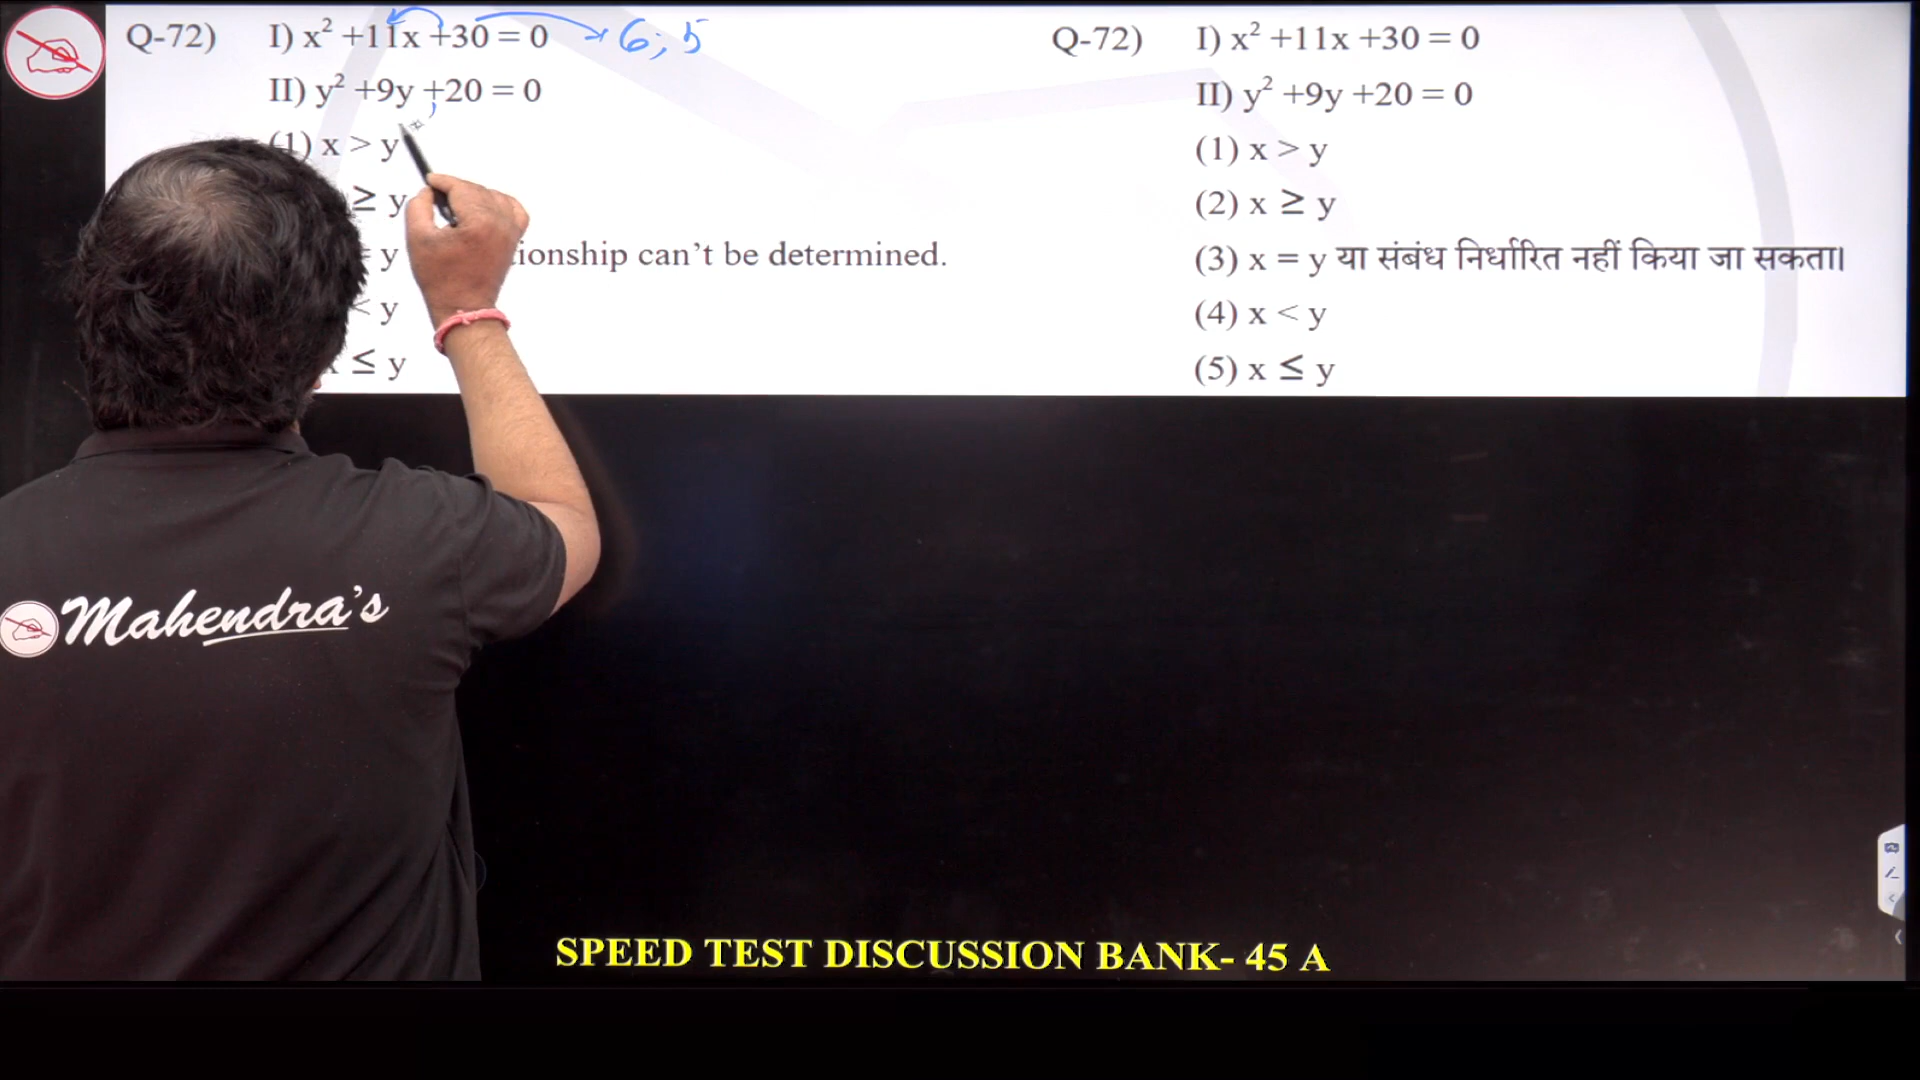 Q-72) I) x² +11x +30 = 0 → 6; 5
II) y² +9y +20 = 0
(1) x > y
≥ y
y ionship can’t be determined.
< y
≤ y
Q-72) I) x² +11x +30 = 0
II) y² +9y +20 = 0
(1) x > y
(2) x ≥ y
(3) x = y या संबंध निर्धारित नहीं किया जा सकता।
(4) x < y
(5) x ≤ y
Mahendra’s
SPEED TEST DISCUSSION BANK- 45 A